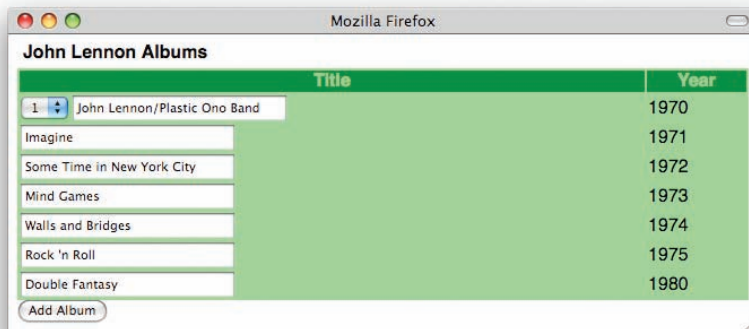 Mozilla Firefox
John Lennon Albums
Title Year
1 John Lennon/Plastic Ono Band 1970
Imagine 1971
Some Time in New York City 1972
Mind Games 1973
Walls and Bridges 1974
Rock 'n Roll 1975
Double Fantasy 1980
Add Album